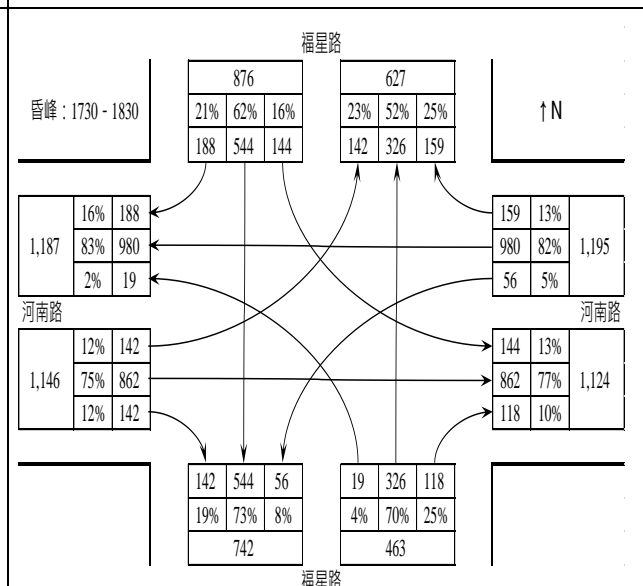 福星路
876 627
昏峰：1730 - 1830
21% 62% 16% 23% 52% 25%
↑N
188 544 144 142 326 159
16% 188 159 13%
1,187 83% 980 980 82% 1,195
2% 19 56 5%
河南路 河南路
12% 142 144 13%
1,146 75% 862 862 77% 1,124
12% 142 118 10%
142 544 56 19 326 118
19% 73% 8% 4% 70% 25%
742 463
福星路